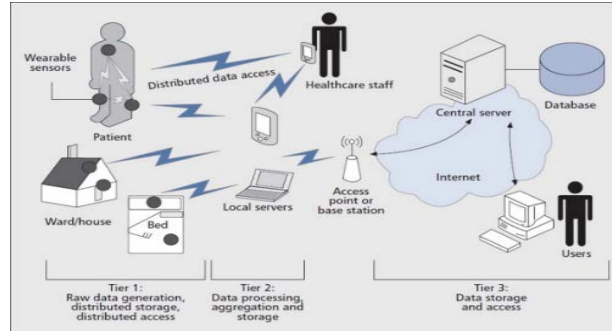 Wearable
sensors
Patient
Distributed data access
Healthcare staff
Central server
Database
Ward/house
Bed
Local servers
Access
point or
base station
Internet
Users
Tier 1:
Raw data generation,
distributed storage,
distributed access
Tier 2:
Data processing,
aggregation and
storage
Tier 3:
Data storage
and access